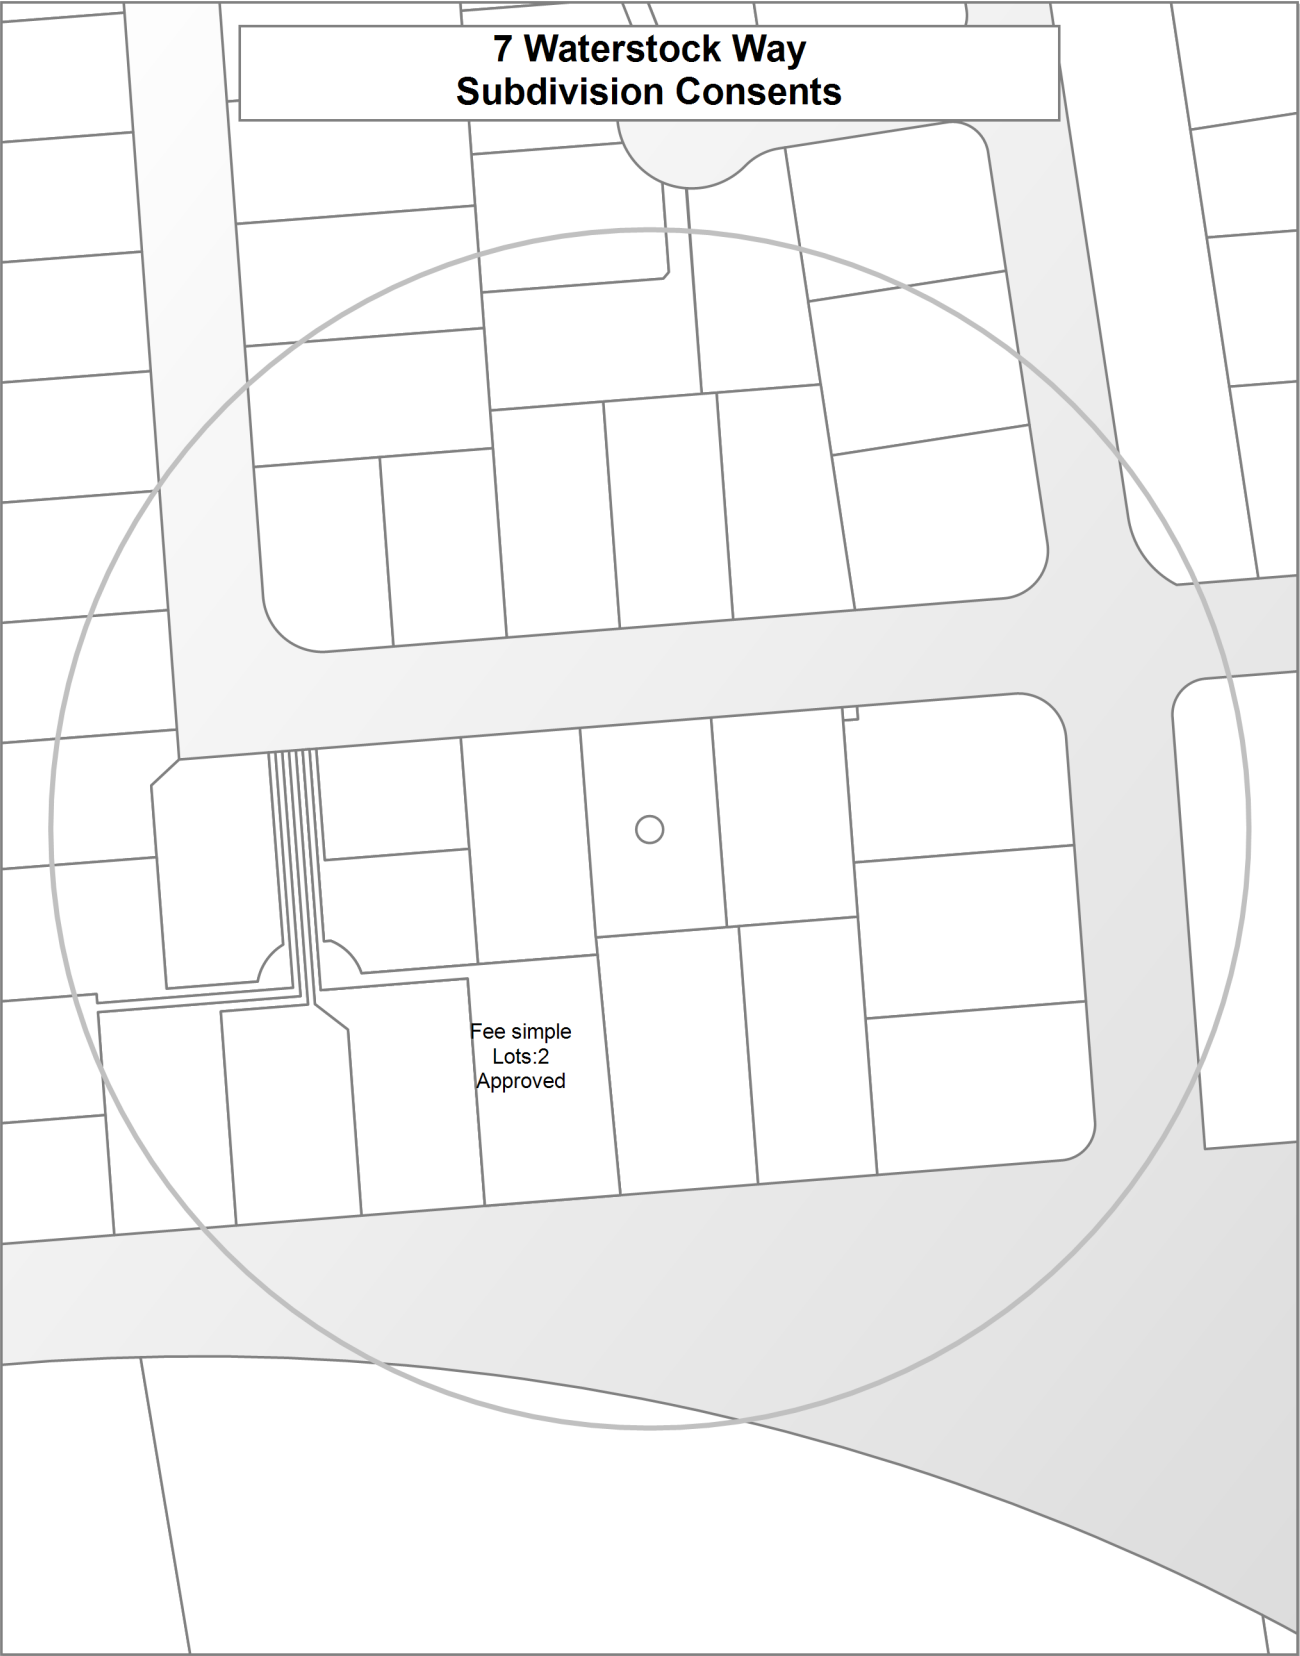 7 Waterstock Way
Subdivision Consents
Fee simple
Lots:2
Approved